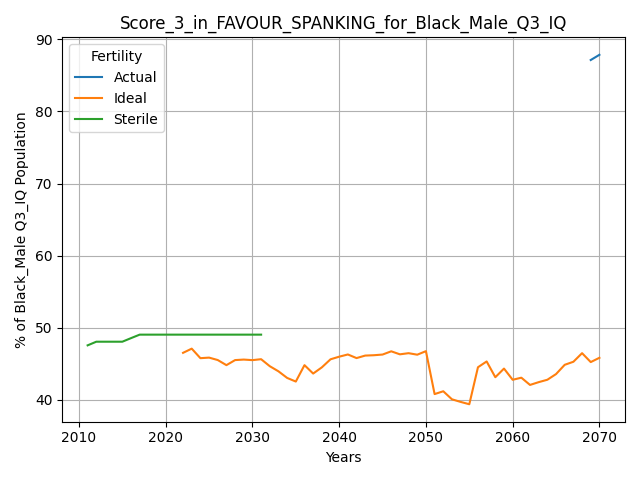 Score_3_in_FAVOUR_SPANKING_for_Black_Male_Q3_IQ
% of Black_Male Q3_IQ Population
90
80
70
60
50
40
Fertility
Actual
Ideal
Sterile
2010 2020 2030 2040 2050 2060 2070
Years